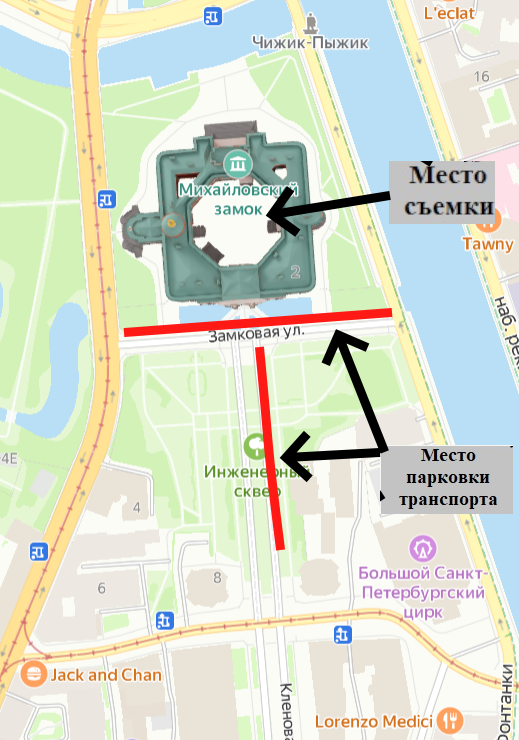 L'eclat
Чижик-Пыжик
16
Место
съемки
Михайловский
замок
Tawny
2
наб. рек
Замковая ул.
Место
парковки
транспорта
4Е
Инженерный
сквер
4
Большой Санкт-
Петербургский
цирк
6
8
Jack and Chan
Кленова
Lorenzo Medici
Фонтанки